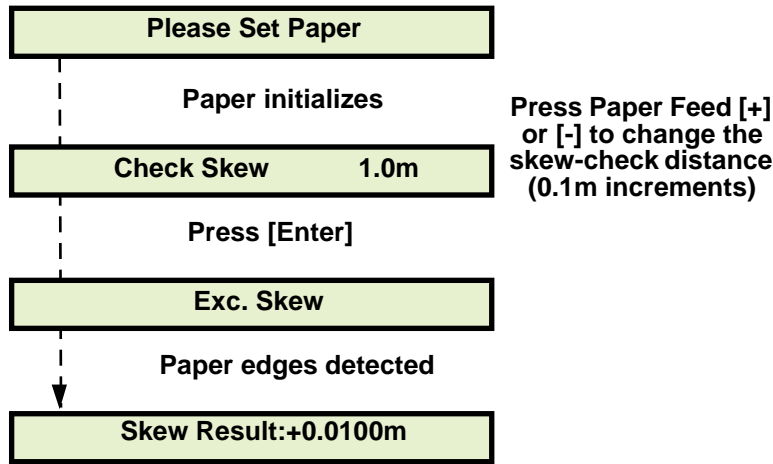 Please Set Paper
Paper initializes
Press Paper Feed [+]
or [-] to change the
skew-check distance
(0.1m increments)
Check Skew 1.0m
Press [Enter]
Exc. Skew
Paper edges detected
Skew Result:+0.0100m